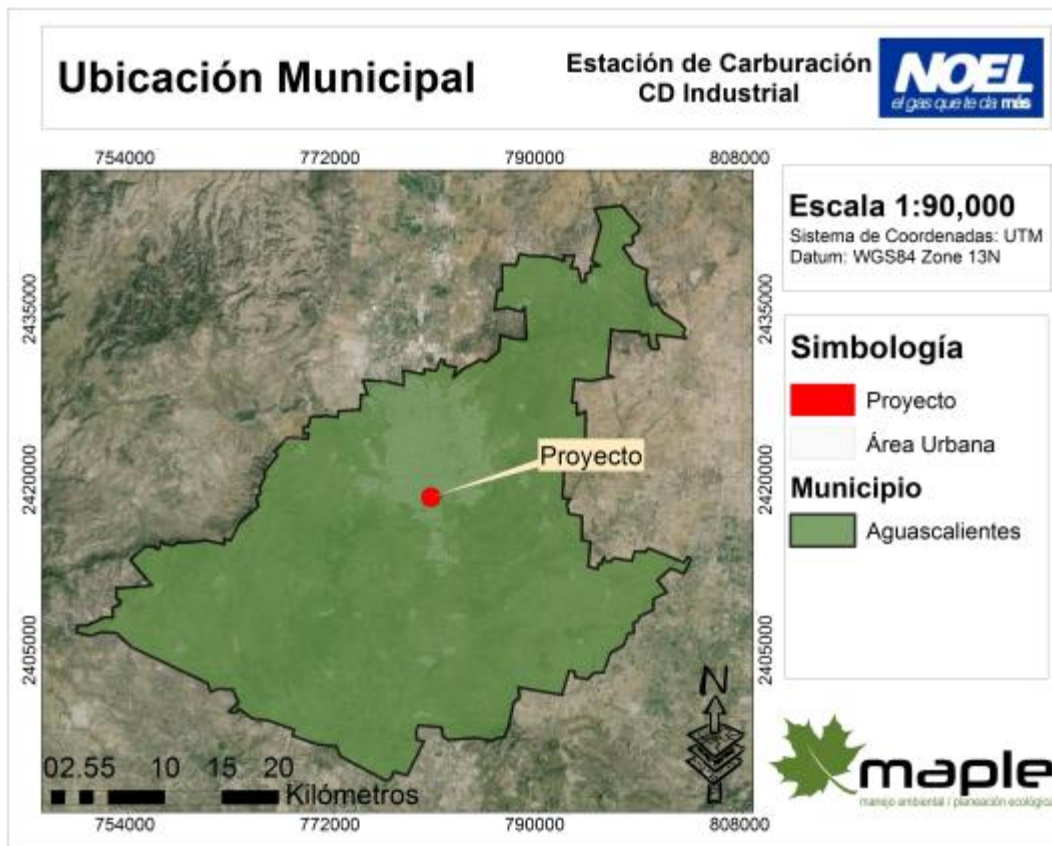 Ubicación Municipal
Estación de Carburación
CD Industrial
NOEL
el gas que te da más
754000 772000 790000 808000
Escala 1:90,000
Sistema de Coordenadas: UTM
Datum: WGS84 Zone 13N
2435000
2420000
2405000
2435000
2420000
2405000
Proyecto
Simbología
Proyecto
Área Urbana
Municipio
Aguascalientes
N
02.55 10 15 20
Kilómetros
754000 772000 790000 808000
maple
manejo ambiental / planeación ecológica